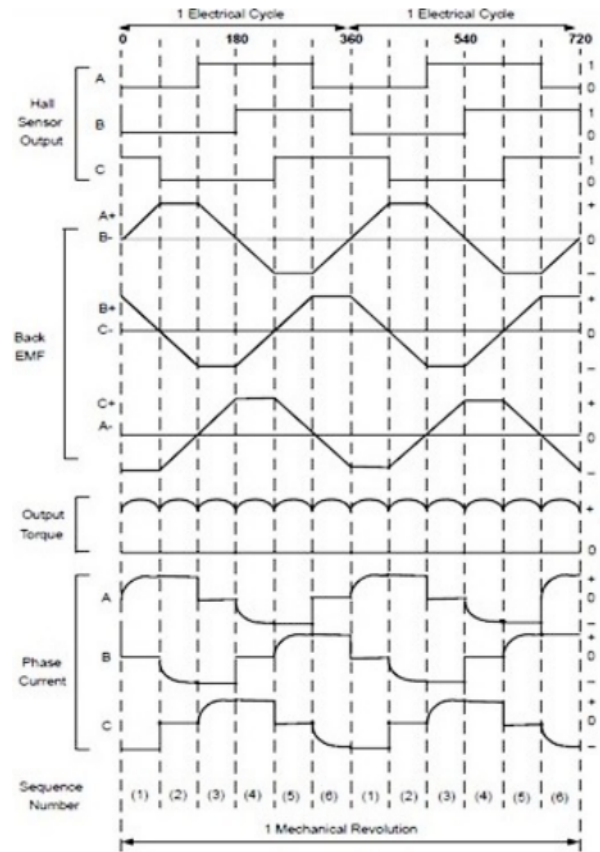 1 Electrical Cycle 1 Electrical Cycle
0 180 360 540 720
A 1
0
Hall
Sensor
Output
B 1
0
C 1
0
A+ +
B- 0
−
B+ +
C- 0
−
Back
EMF
C+ +
A- 0
−
Output
Torque
+
0
A + 0 −
Phase
Current
B + 0 −
C + 0 −
Sequence
Number
(1) (2) (3) (4) (5) (6) (1) (2) (3) (4) (5) (6)
1 Mechanical Revolution